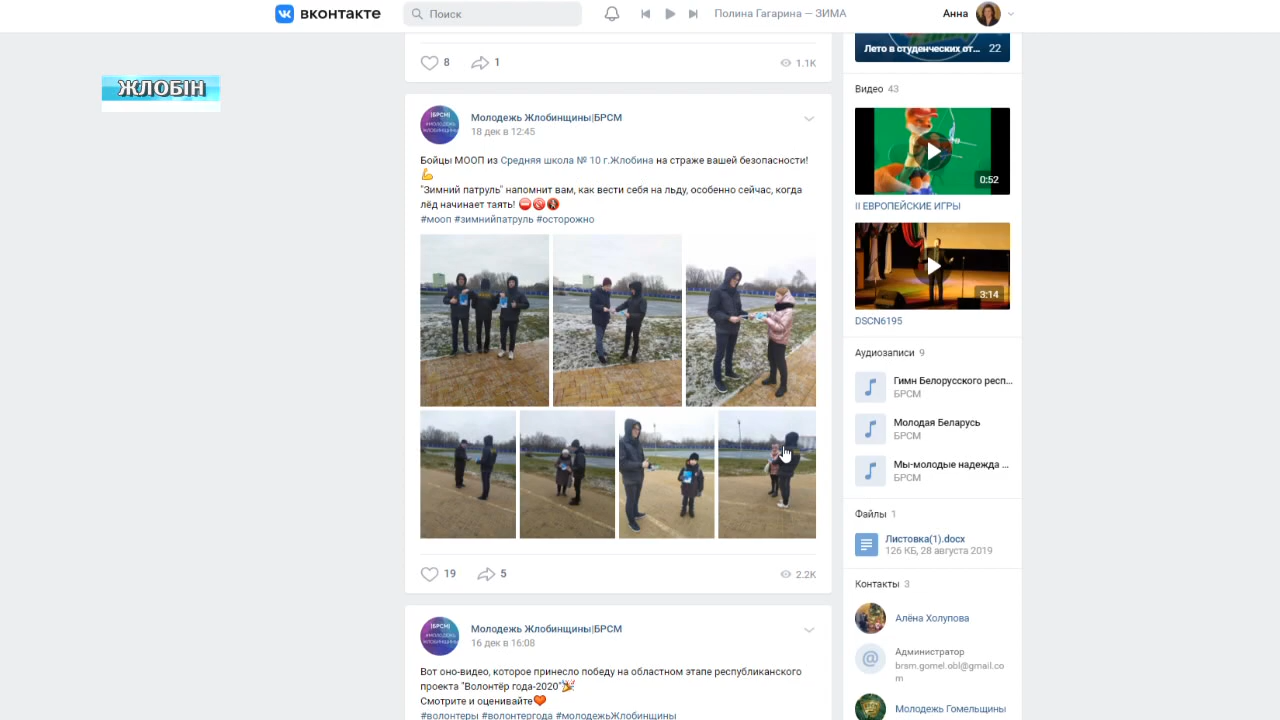 вконтакте
Поиск
Полина Гагарина – ЗИМА
Анна
ЖЛОБІН
8
1
1.1K
Молодежь Жлобинщины|БРСМ
18 дек в 12:45
Бойцы МООП из Средняя школа № 10 г.Жлобина на страже вашей безопасности!
"Зимний патруль" напомнит вам, как вести себя на льду, особенно сейчас, когда
лёд начинает таять!
#мооп #зимнийпатруль #осторожно
19
5
2.2K
Молодежь Жлобинщины|БРСМ
16 дек в 16:08
Вот оно-видео, которое принесло победу на областном этапе республиканского
проекта "Волонтёр года-2020"
Смотрите и оценивайте
#волонтеры #волонтергода #молодежьЖлобинщины
Лето в студенческих от...
22
Видео 43
0:52
II ЕВРОПЕЙСКИЕ ИГРЫ
3:14
DSCN6195
Аудиозаписи 9
Гимн Белорусского респ...
БРСМ
Молодая Беларусь
БРСМ
Мы-молодые надежда ...
БРСМ
Файлы 1
Листовка(1).docx
126 КБ, 28 августа 2019
Контакты 3
Алёна Холупова
Администратор
brsm.gomel.obl@gmail.co
m
Молодежь Гомельщины